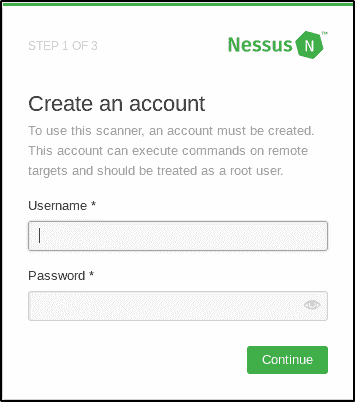 STEP 1 OF 3
Nessus N ™
Create an account
To use this scanner, an account must be created.
This account can execute commands on remote
targets and should be treated as a root user.
Username *
Password *
Continue